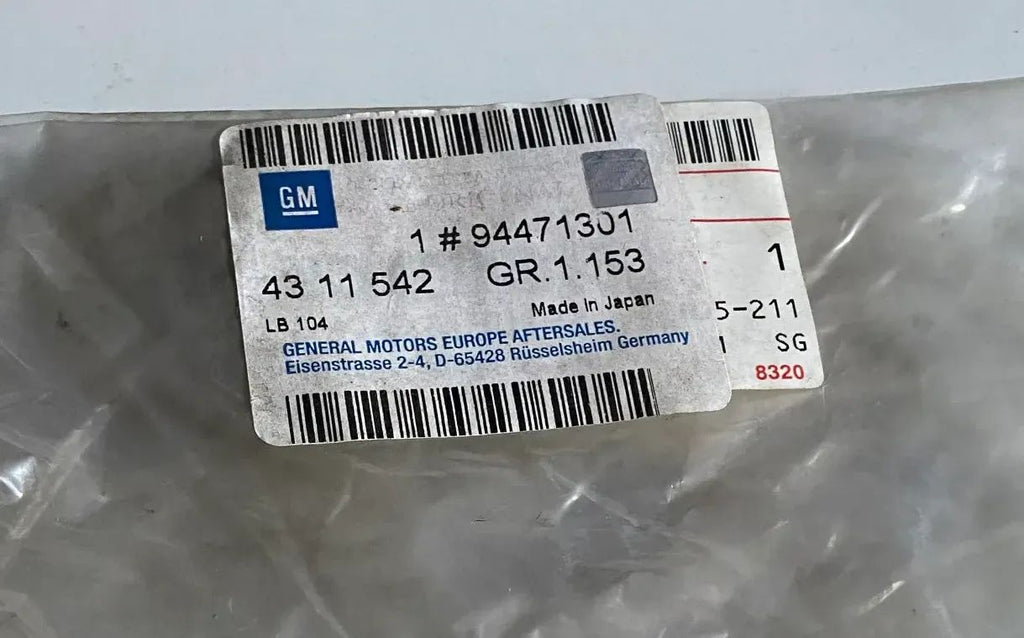 GM
1 # 94471301
43 11 542 GR.1.153
LB 104 Made in Japan
GENERAL MOTORS EUROPE AFTERSALES.
Eisenstrasse 2-4, D-65428 Rüsselsheim Germany
1
5-211
SG
8320